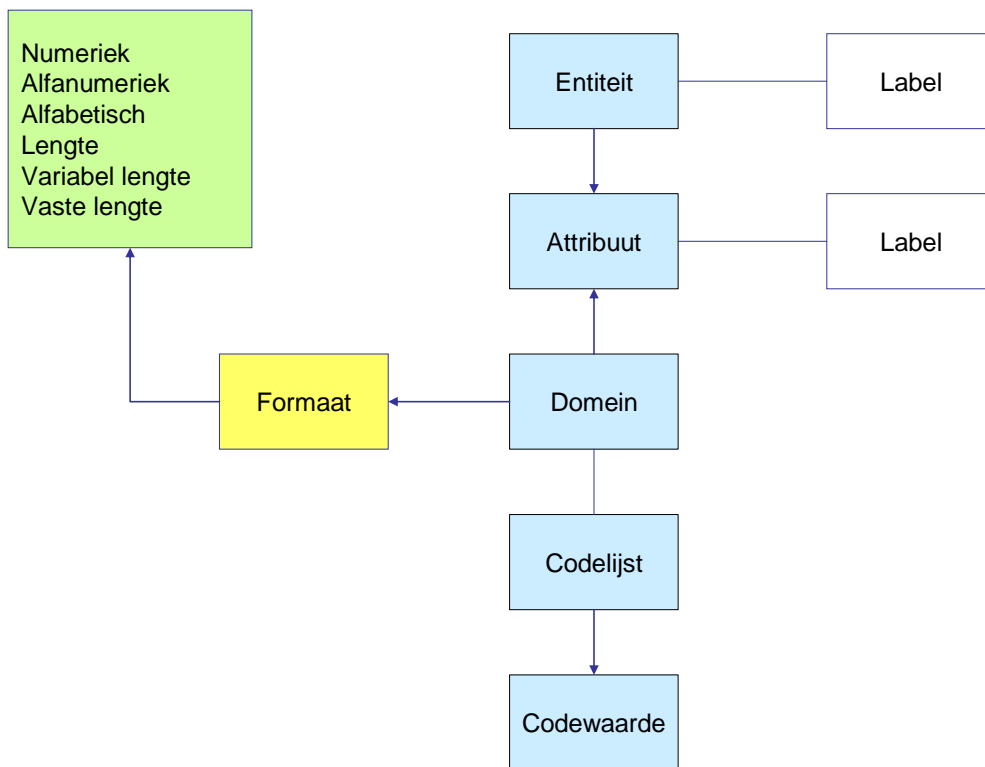 Numeriek
Alfanumeriek
Alfabetisch
Lengte
Variabel lengte
Vaste lengte
Entiteit
Label
Attribuut
Label
Formaat
Domein
Codelijst
Codewaarde